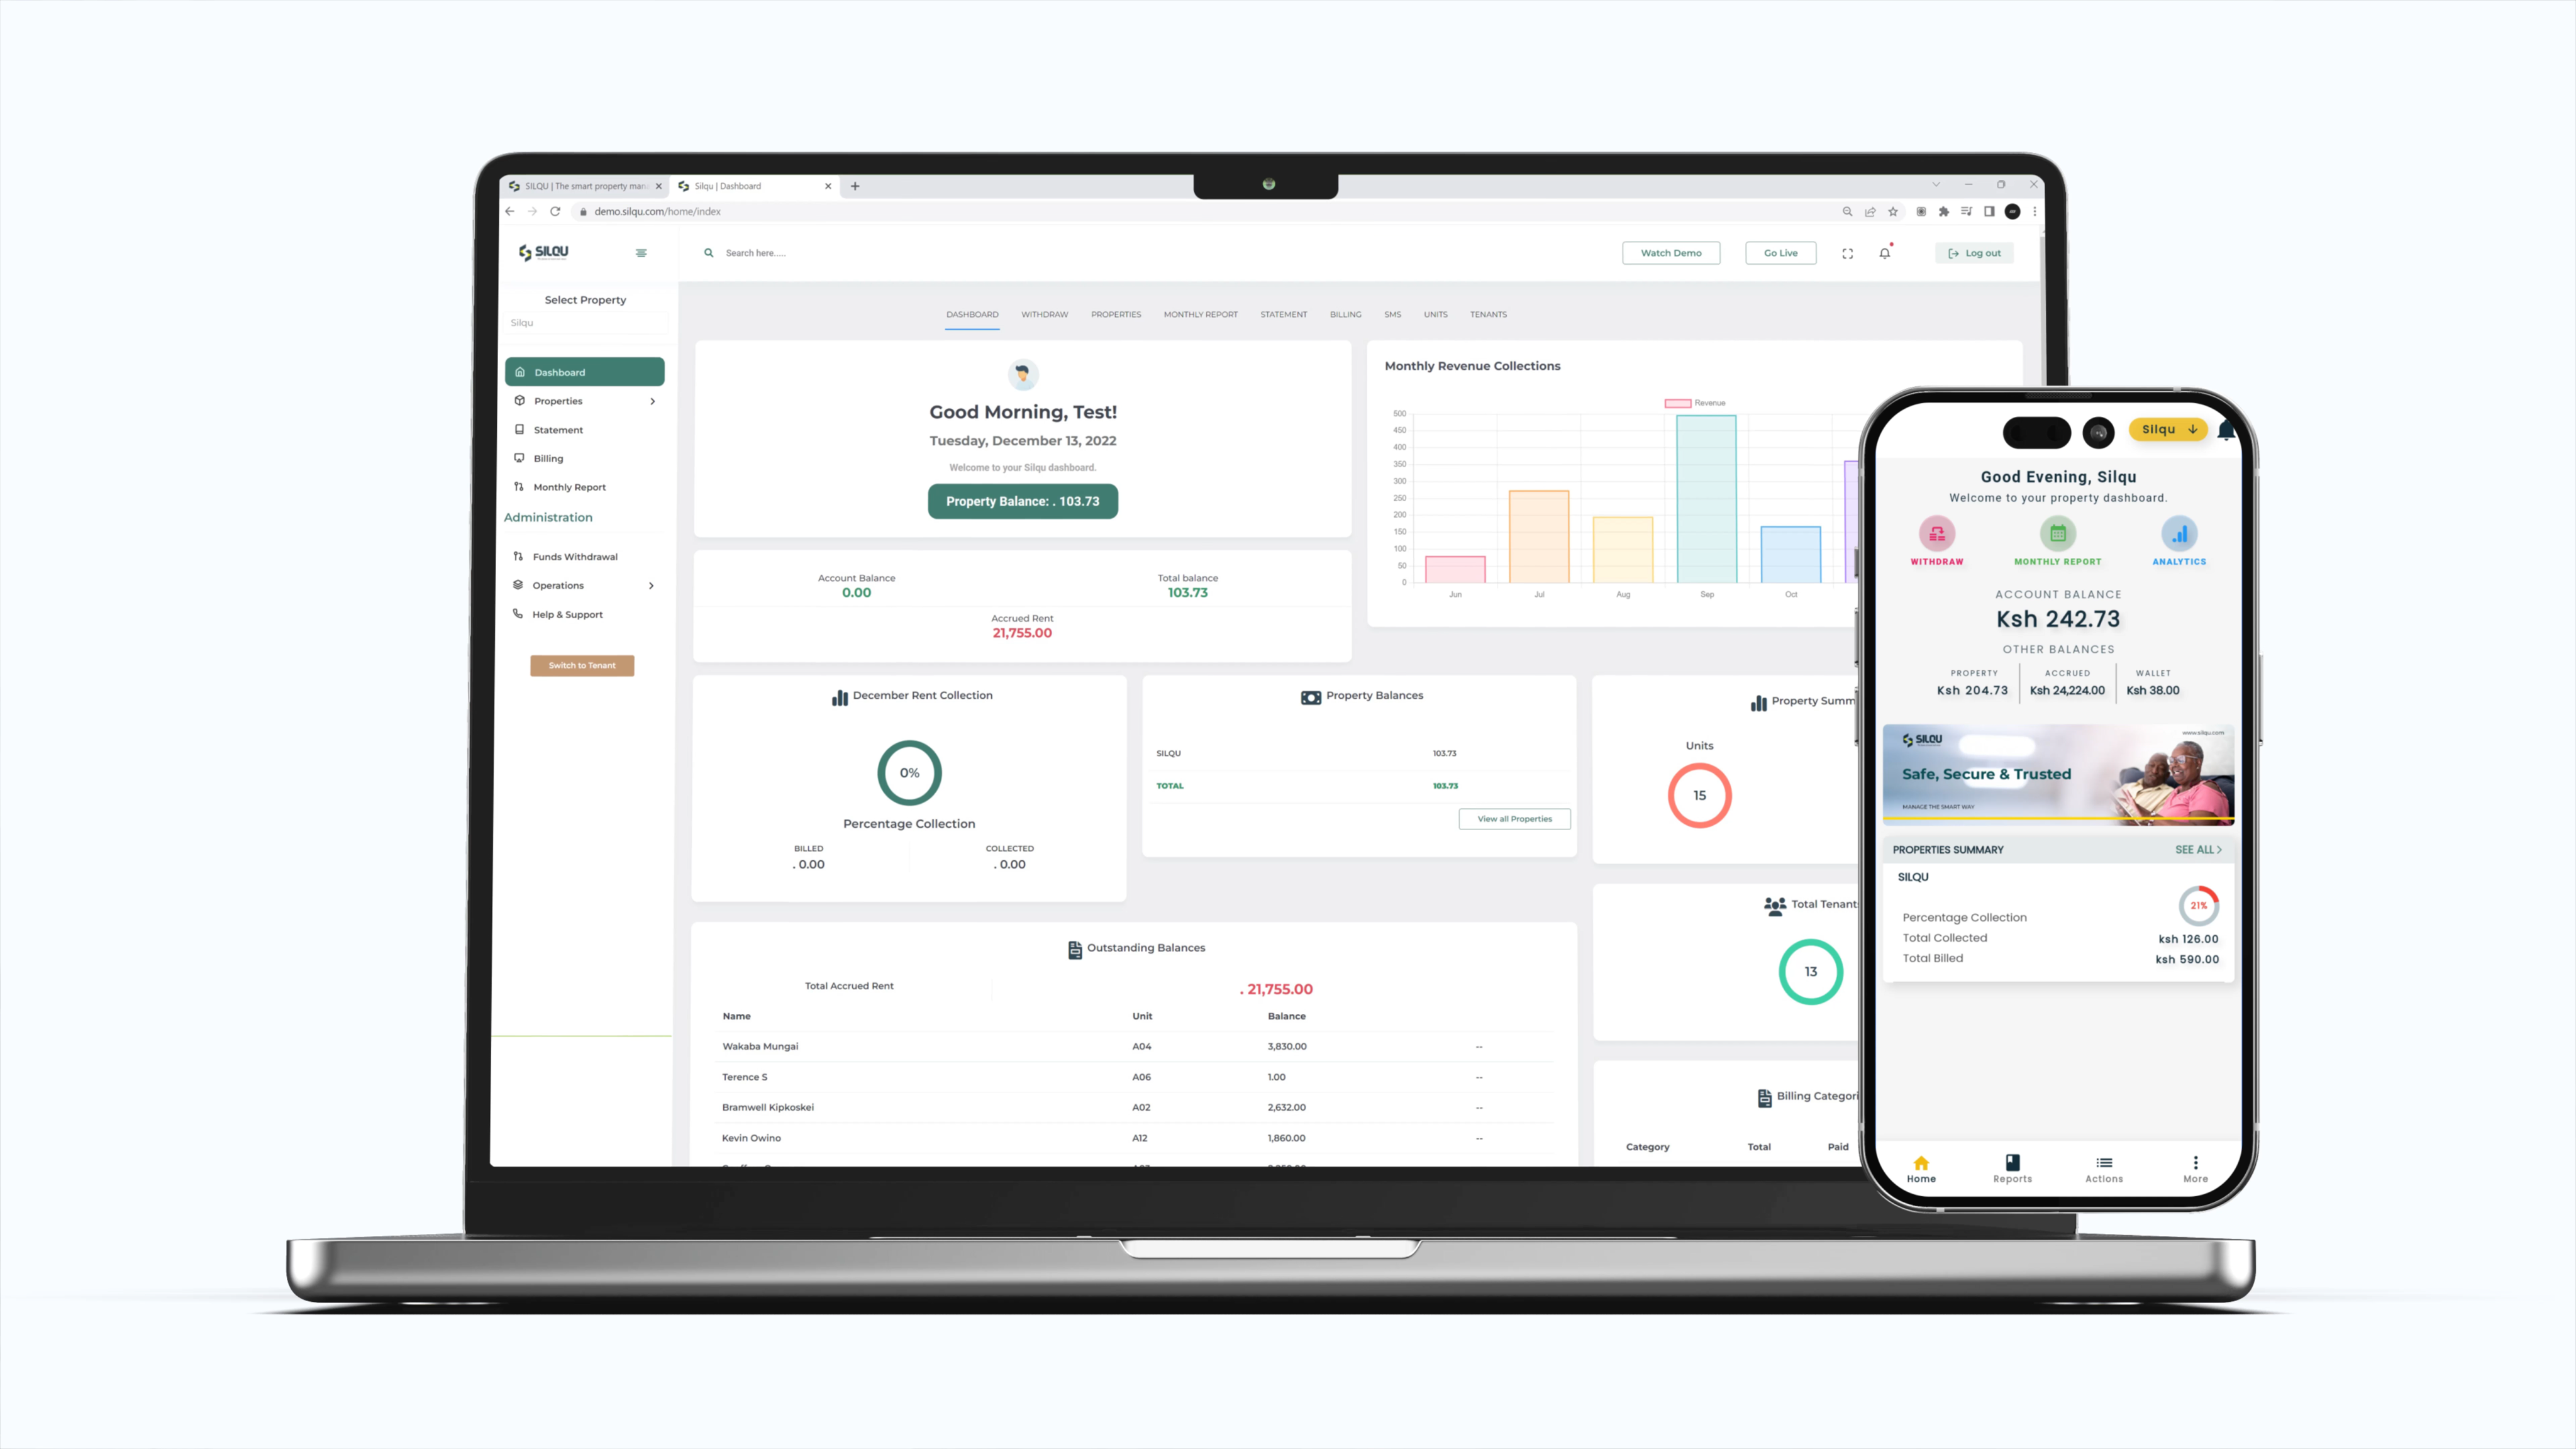 SILQU | The smart property man
Silqu | Dashboard
demo.silqu.com/home/index
SILQU
Search here.....
Watch Demo
Go Live
Log out
Select Property
Silqu
Dashboard
Properties
Statement
Billing
Monthly Report
Administration
Funds Withdrawal
Operations
Help & Support
Switch to Tenant
DASHBOARD WITHDRAW PROPERTIES MONTHLY REPORT STATEMENT BILLING SMS UNITS TENANTS
Good Morning, Test!
Tuesday, December 13, 2022
Welcome to your Silqu dashboard.
Property Balance: . 103.73
Account Balance
0.00
Total balance
103.73
Accrued Rent
21,755.00
Monthly Revenue Collections
Revenue
500
450
400
350
300
250
200
150
100
50
0
Jun Jul Aug Sep Oct
December Rent Collection
0%
Percentage Collection
BILLED
. 0.00
COLLECTED
. 0.00
Property Balances
SILQU 103.73
TOTAL 103.73
View all Properties
Property Summ
Units
15
Outstanding Balances
Total Accrued Rent . 21,755.00
Name Unit Balance
Wakaba Mungai A04 3,830.00 --
Terence S A06 1.00 --
Bramwell Kipkoskei A02 2,632.00 --
Kevin Owino A12 1,860.00 --
Total Tenant
13
Billing Categori
Category Total Paid
Silqu
Good Evening, Silqu
Welcome to your property dashboard.
WITHDRAW MONTHLY REPORT ANALYTICS
ACCOUNT BALANCE
Ksh 242.73
OTHER BALANCES
PROPERTY ACCRUED WALLET
Ksh 204.73 Ksh 24,224.00 Ksh 38.00
SILQU
www.silqu.com
Safe, Secure & Trusted
MANAGE THE SMART WAY
PROPERTIES SUMMARY SEE ALL
SILQU
21%
Percentage Collection
Total Collected ksh 126.00
Total Billed ksh 590.00
Home Reports Actions More